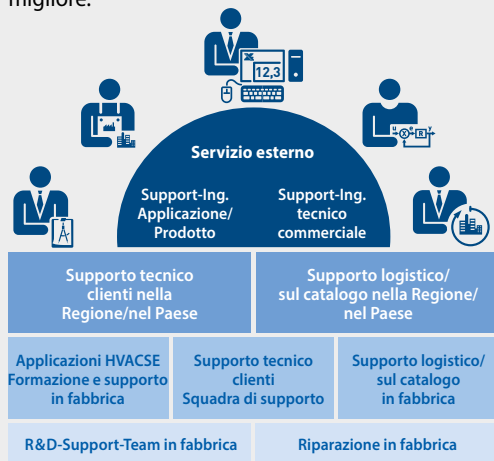 migliore.
X
12,3
u
X
R
y
Servizio esterno
Support-Ing.
Applicazione/
Prodotto
Support-Ing.
tecnico
commerciale
Supporto tecnico
clienti nella
Regione/nel Paese
Supporto logistico/
sul catalogo nella Regione/
nel Paese
Applicazioni HVACSE
Formazione e supporto
in fabbrica
Supporto tecnico
clienti
Squadra di supporto
Supporto logistico/
sul catalogo
in fabbrica
R&D-Support-Team in fabbrica
Riparazione in fabbrica